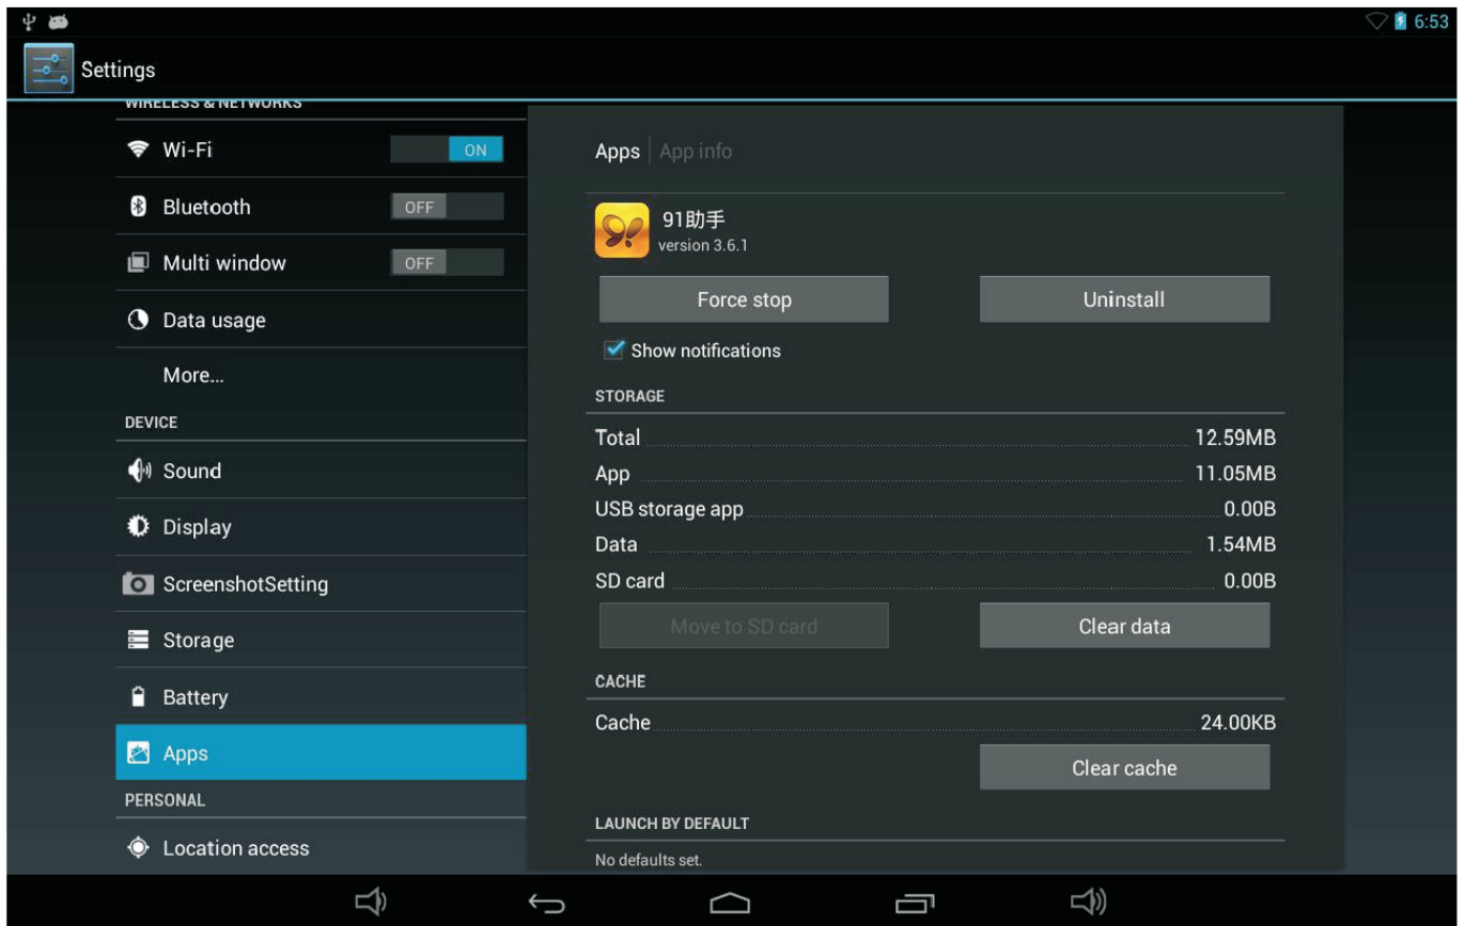 6:53
Settings
WIRELESS & NETWORKS
Wi-Fi ON
Bluetooth OFF
Multi window OFF
Data usage
More...
DEVICE
Sound
Display
ScreenshotSetting
Storage
Battery
Apps
PERSONAL
Location access
Apps App info
91助手
version 3.6.1
Force stop Uninstall
Show notifications
STORAGE
Total 12.59MB
App 11.05MB
USB storage app 0.00B
Data 1.54MB
SD card 0.00B
Move to SD card Clear data
CACHE
Cache 24.00KB
Clear cache
LAUNCH BY DEFAULT
No defaults set.